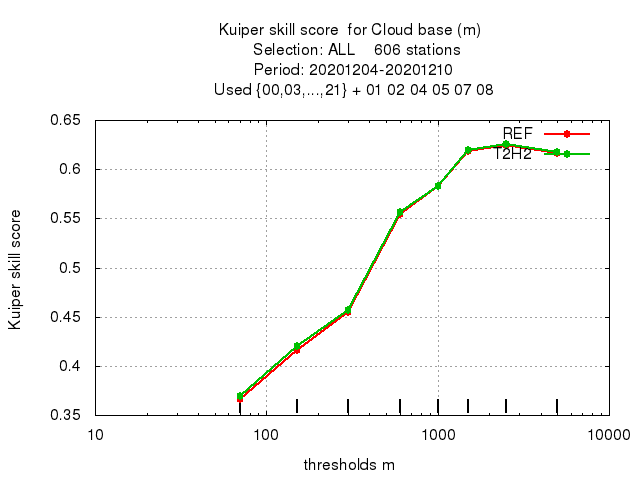 Kuiper skill score  for Cloud base (m)
Selection: ALL    606 stations
Period: 20201204-20201210
Used {00,03,...,21} + 01 02 04 05 07 08
0.65
0.6
0.55
0.5
0.45
0.4
0.35
Kuiper skill score
REF
T2H2
10
100
1000
10000
thresholds m